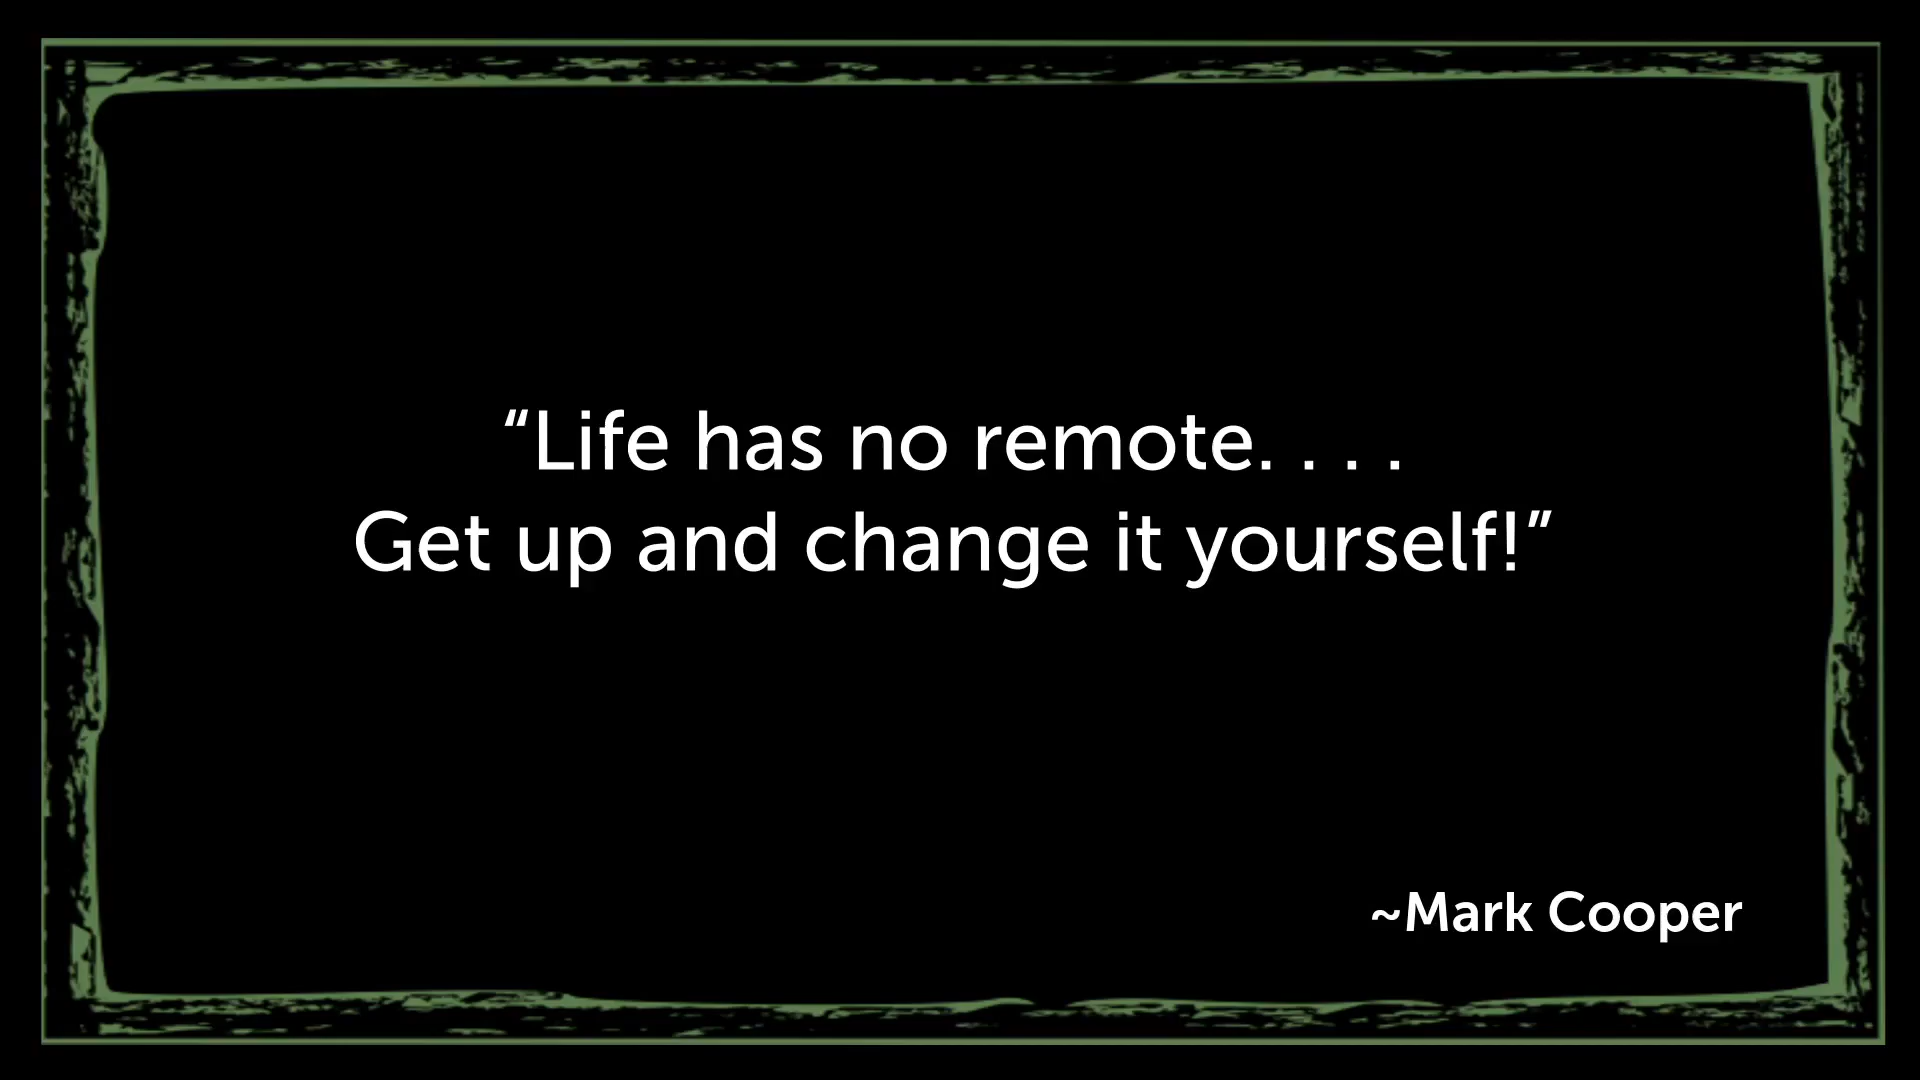 “Life has no remote. . . .
Get up and change it yourself!”
~Mark Cooper